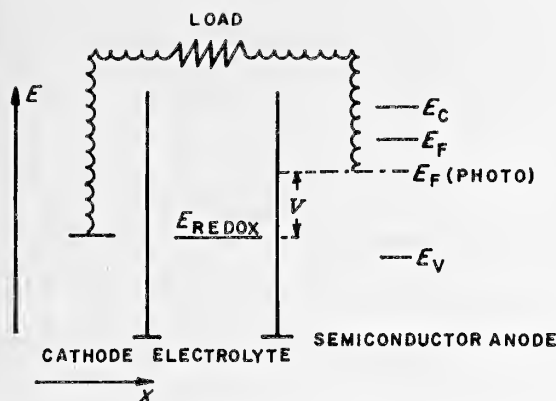 LOAD
E
E_C
E_F
E_F (PHOTO)
V
E_REDOX
E_V
CATHODE ELECTROLYTE SEMICONDUCTOR ANODE
X